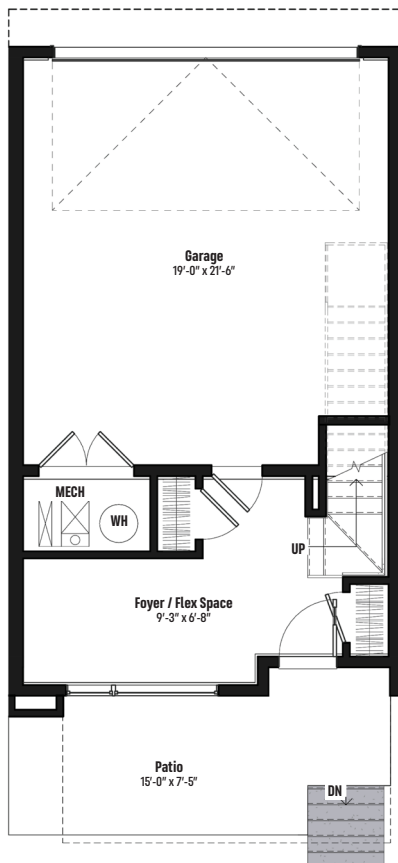 Garage
19'-0" x 21'-6"
MECH
WH
UP
Foyer / Flex Space
9'-3" x 6'-8"
Patio
15'-0" x 7'-5"
DN